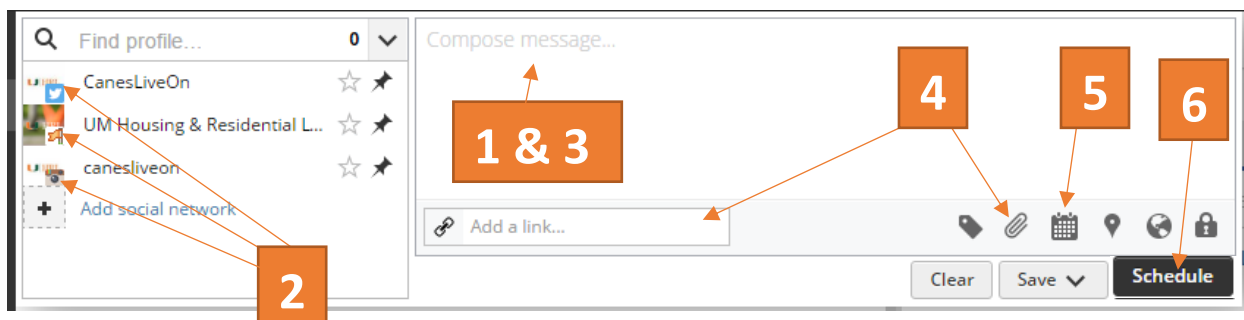 Find profile... 0
CanesLiveOn
UM Housing & Residential L...
canesliveon
Add social network
2
Compose message...
1 & 3
4
5
6
Add a link...
Clear
Save
Schedule